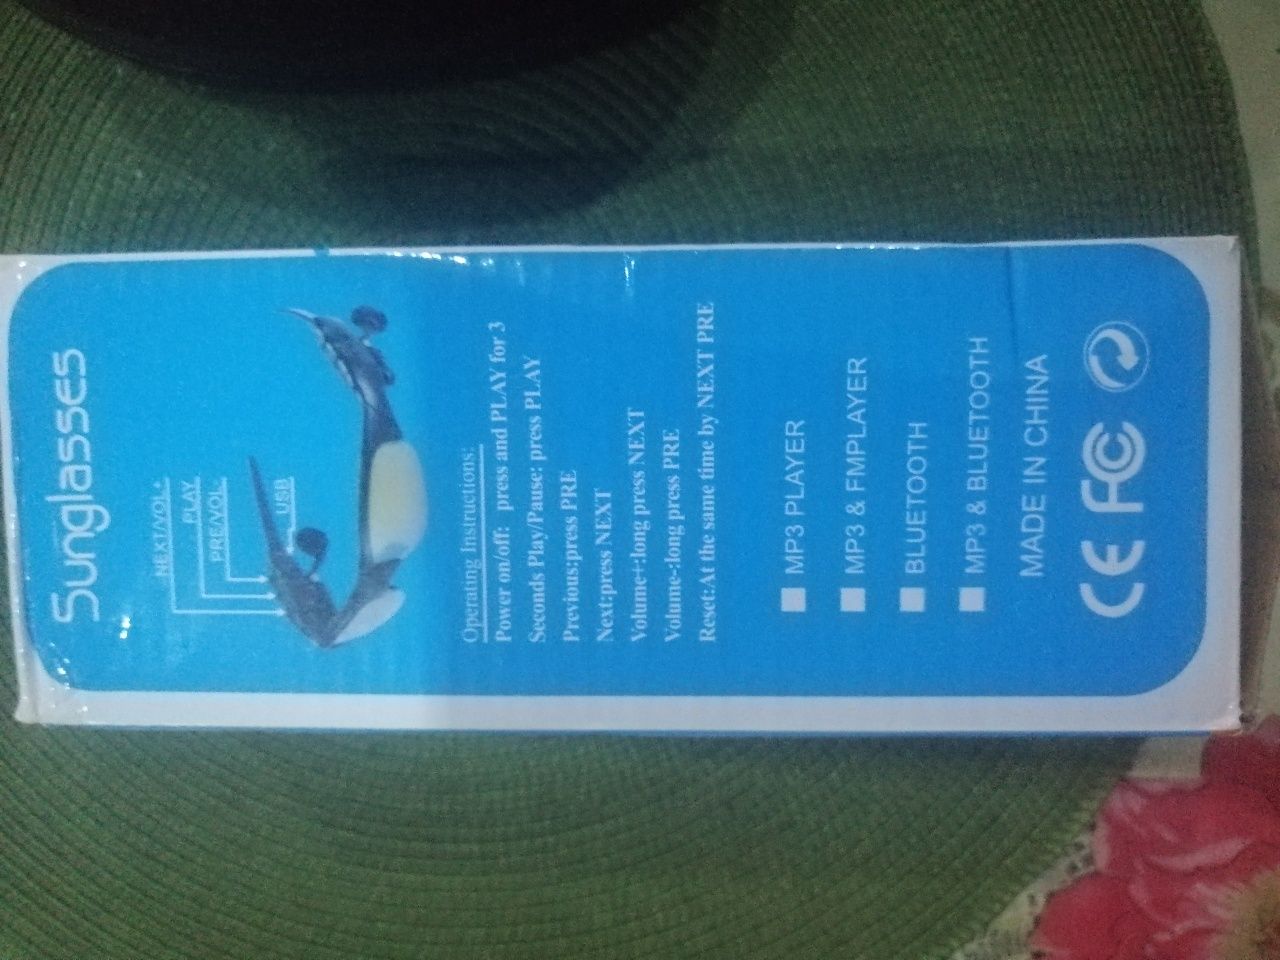 Sunglasses
NEXT/VOL+
PLAY
PRE/VOL-
USB
Operating Instructions:
Power on/off: press and PLAY for 3
Seconds Play/Pause: press PLAY
Previous:press PRE
Next:press NEXT
Volume+:long press NEXT
Volume-:long press PRE
Reset:At the same time by NEXT PRE
MP3 PLAYER
MP3 & FMPLAYER
BLUETOOTH
MP3 & BLUETOOTH
MADE IN CHINA
CE FC